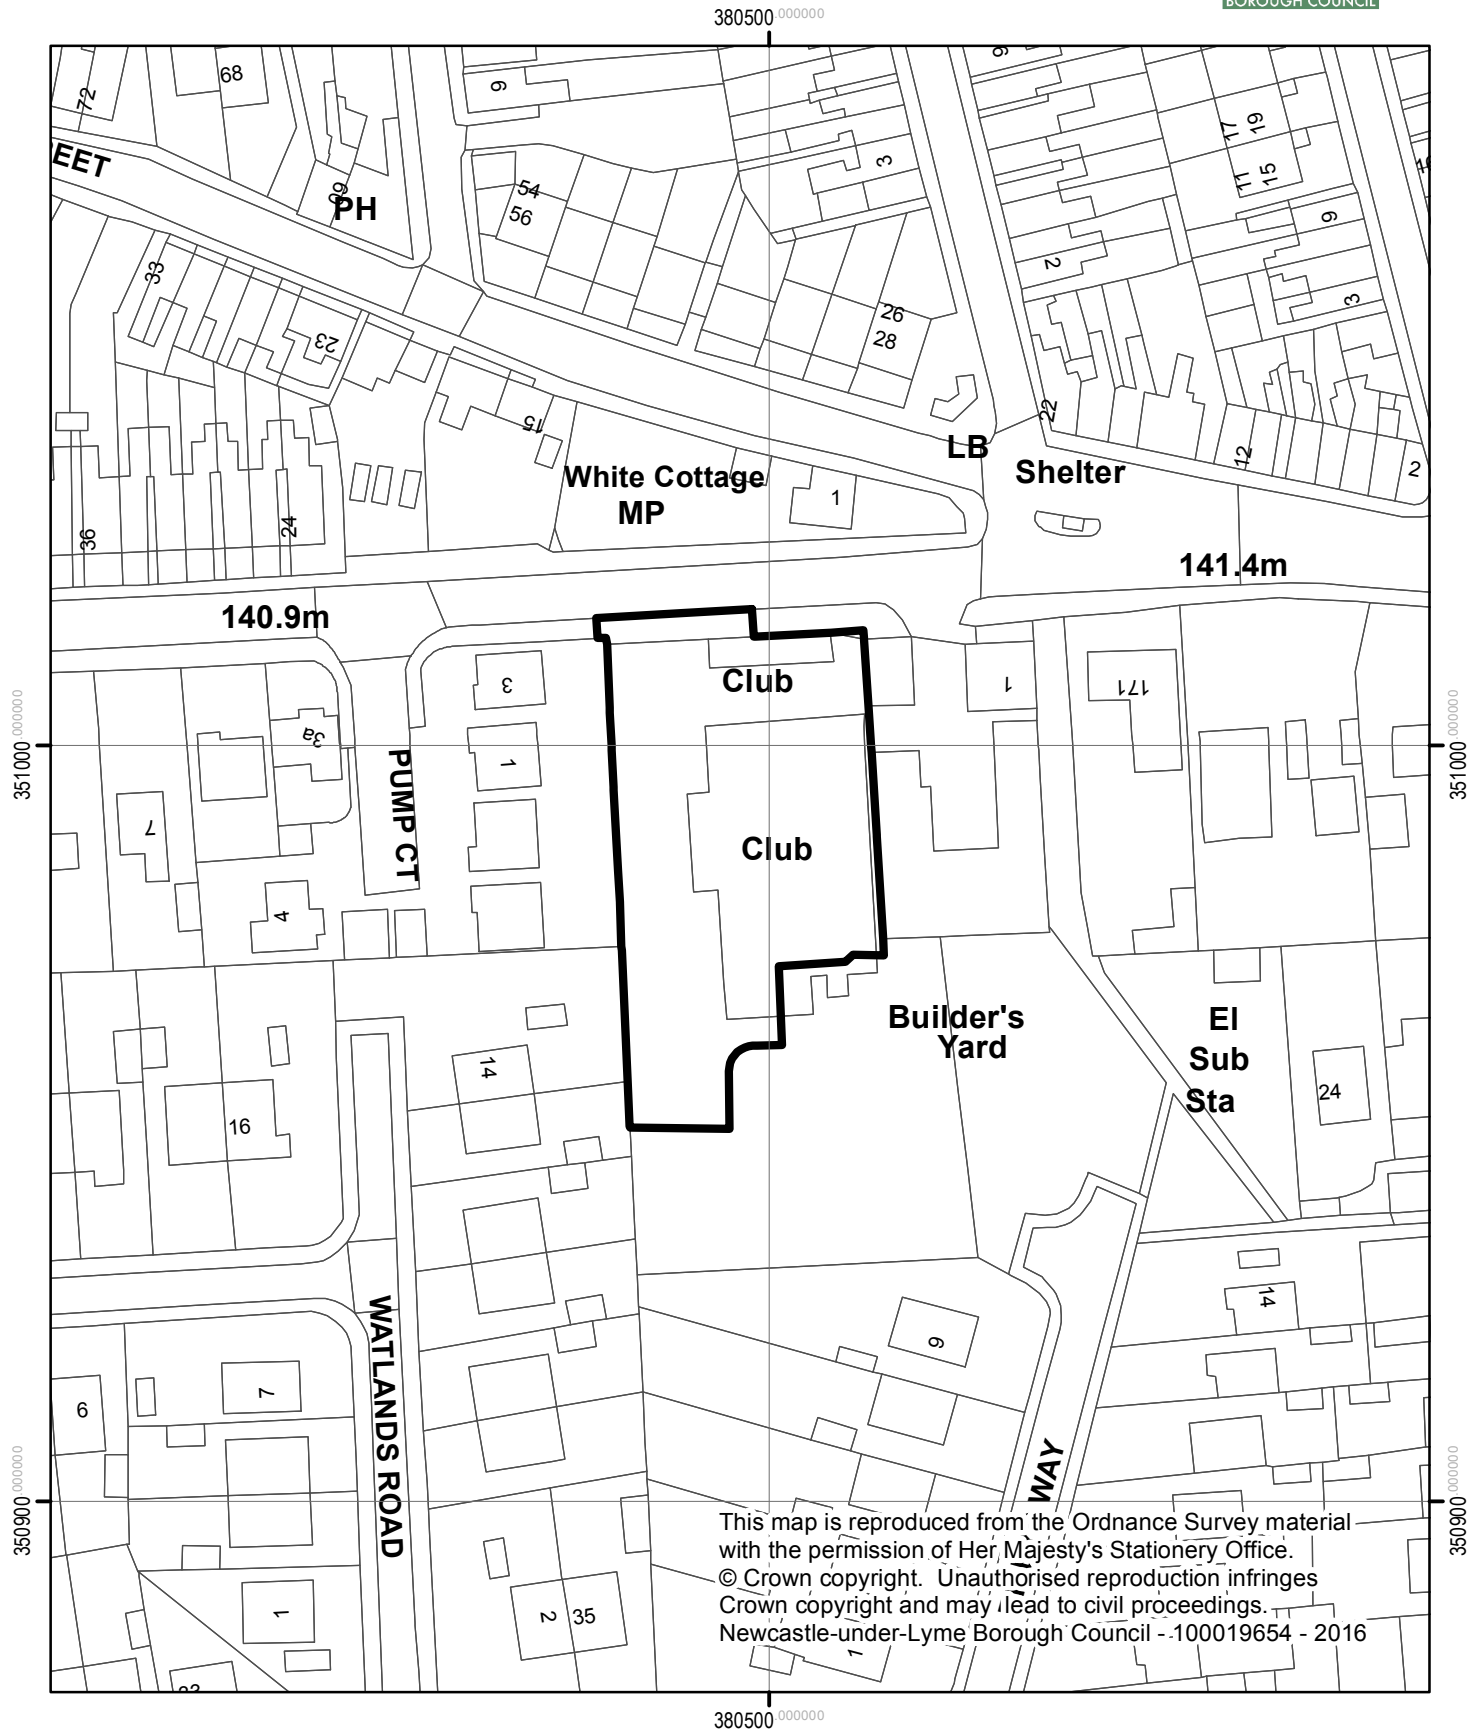 BOROUGH COUNCIL
380500.000000
68
72
9
EET
60
PH
54
56
3
17
19
11
15
9
2
3
33
23
26
28
22
15
LB
Shelter
12
2
White Cottage
MP
1
36
24
141.4m
140.9m
3
Club
1
171
3a
351000.000000
351000.000000
1
PUMP CT
7
Club
4
Builder's
Yard
El
Sub
Sta
14
16
24
14
WATLANDS ROAD
9
7
6
WAY
350900.000000
350900.000000
1
2
35
This map is reproduced from the Ordnance Survey material
with the permission of Her Majesty's Stationery Office.
© Crown copyright. Unauthorised reproduction infringes
Crown copyright and may lead to civil proceedings.
Newcastle-under-Lyme Borough Council - 100019654 - 2016
1
380500.000000